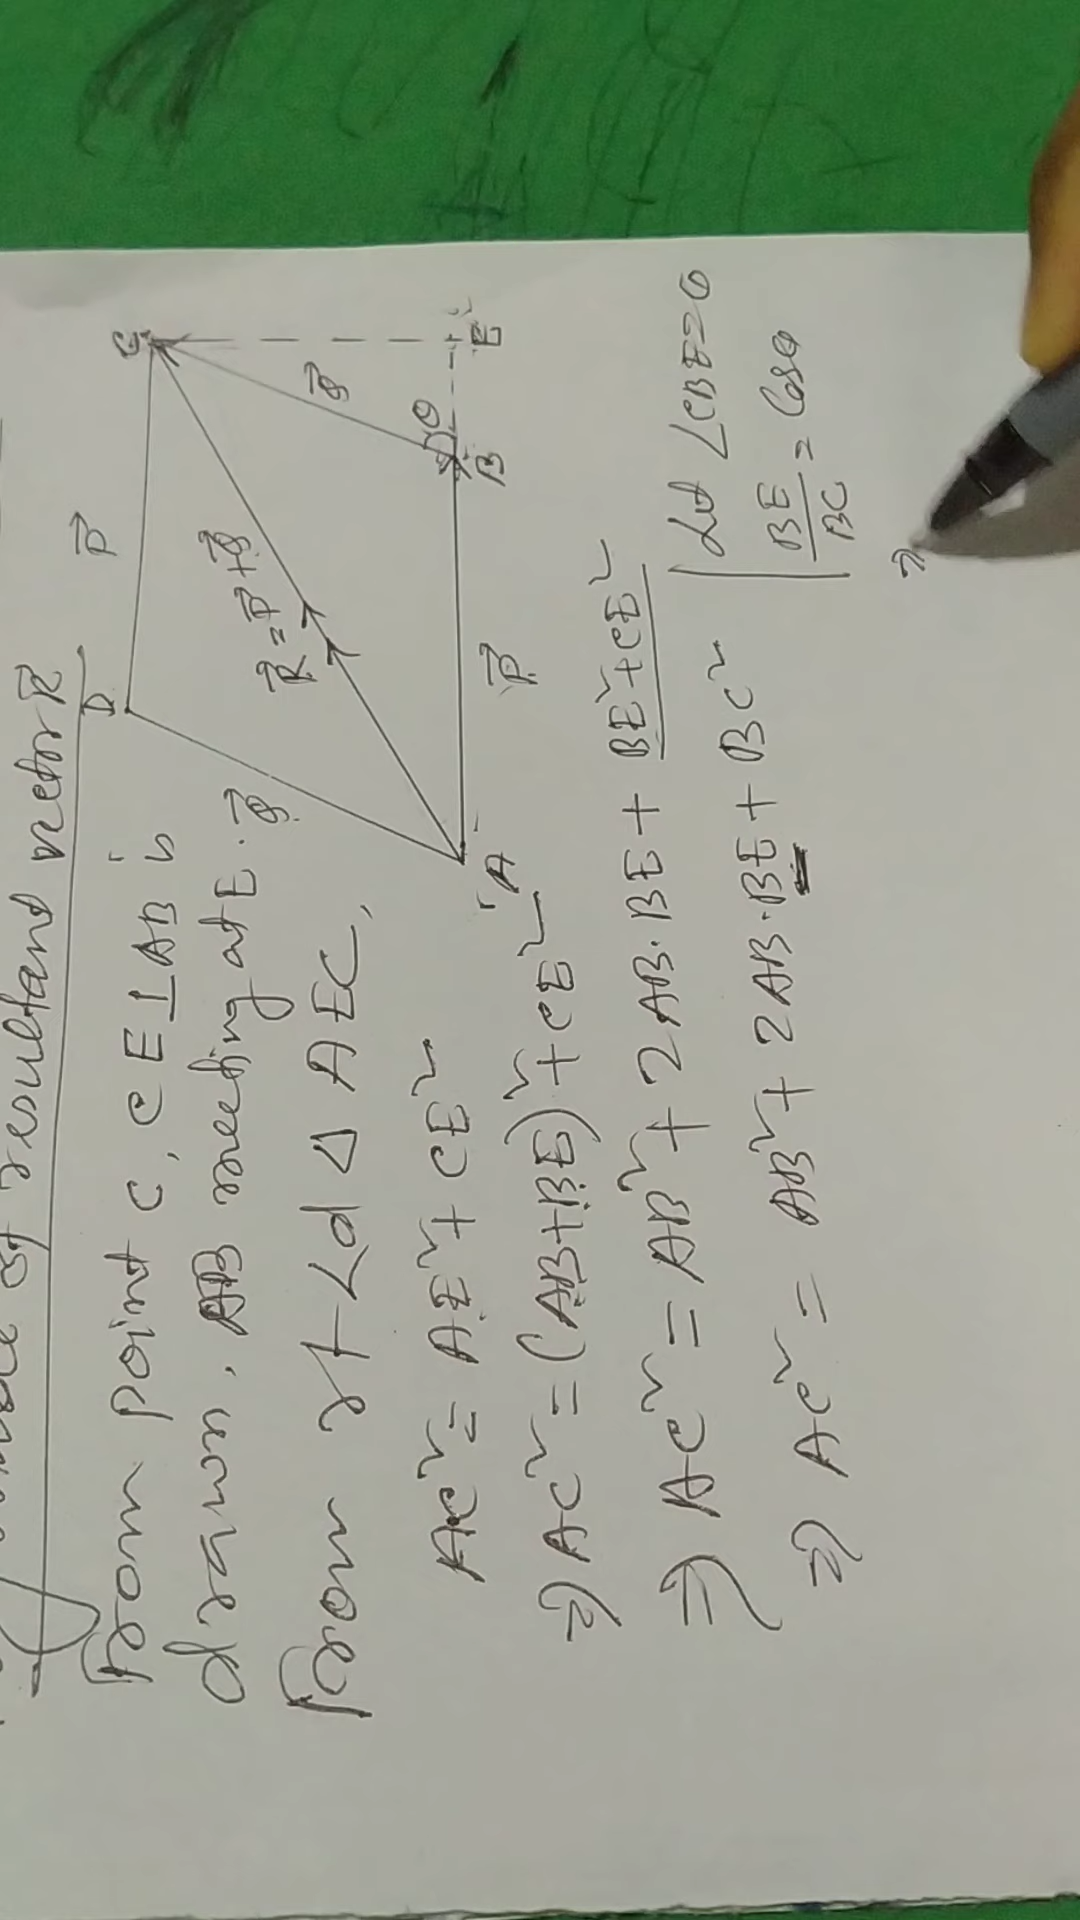 of resultant vector R⃗
From point C, CE ⊥ AB is
drawn. AB meeting at E.
From rt ∠d Δ AEC,
AC² = AE² + CE²
⇒ AC² = (AB+BE)² + CE²
⇒ AC² = AB² + 2AB.BE + BE² + CE²
⇒ AC² = AB² + 2AB.BE + BC²
Let ∠CBE = θ
BE/BC = Cosθ
⇒
D
P⃗
C
Q⃗
R⃗ = P⃗ + Q⃗
Q⃗
θ
A
P⃗
B
E